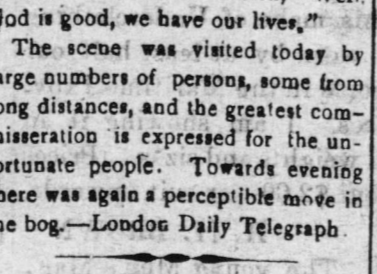 God is good, we have our lives."
The scene was visited today by
large numbers of persons, some from
long distances, and the greatest com-
misseration is expressed for the un-
fortunate people. Towards evening
there was again a perceptible move in
the bog.—London Daily Telegraph